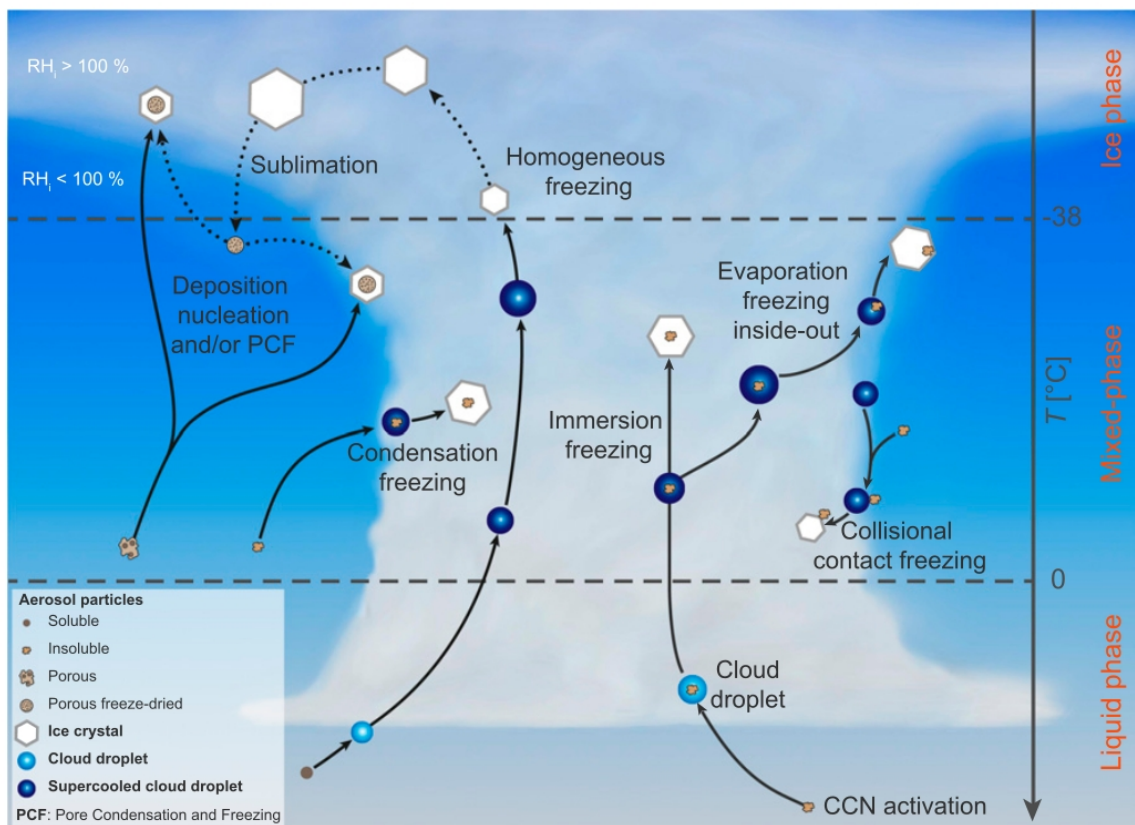 RHi > 100 %
RHi < 100 %
Sublimation
Homogeneous
freezing
Deposition
nucleation
and/or PCF
Condensation
freezing
Immersion
freezing
Evaporation
freezing
inside-out
Collisional
contact freezing
Cloud
droplet
CCN activation
-38
0
T [°C]
Ice phase
Mixed-phase
Liquid phase
Aerosol particles
Soluble
Insoluble
Porous
Porous freeze-dried
Ice crystal
Cloud droplet
Supercooled cloud droplet
PCF: Pore Condensation and Freezing